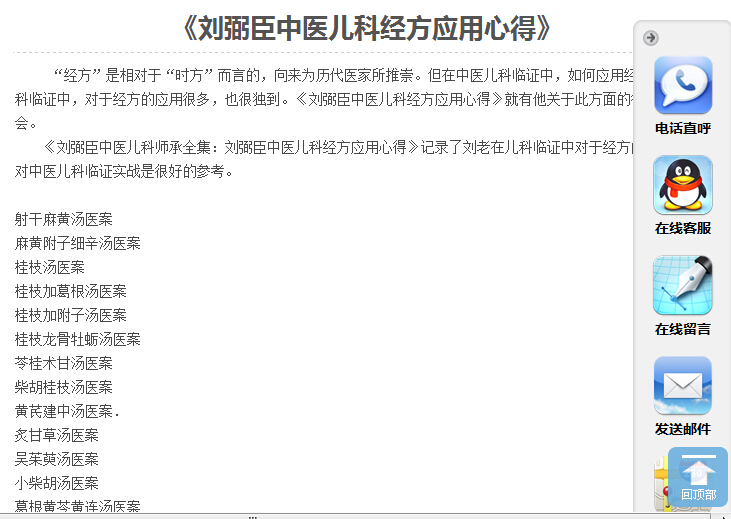 《刘弼臣中医儿科经方应用心得》
“经方”是相对于“时方”而言的，向来为历代医家所推崇。但在中医儿科临证中，如何应用经
科临证中，对于经方的应用很多，也很独到。《刘弼臣中医儿科经方应用心得》就有他关于此方面的
会。
《刘弼臣中医儿科师承全集：刘弼臣中医儿科经方应用心得》记录了刘老在儿科临证中对于经方
对中医儿科临证实战是很好的参考。
射干麻黄汤医案
麻黄附子细辛汤医案
桂枝汤医案
桂枝加葛根汤医案
桂枝加附子汤医案
桂枝龙骨牡蛎汤医案
苓桂术甘汤医案
柴胡桂枝汤医案
黄芪建中汤医案.
炙甘草汤医案
吴茱萸汤医案
小柴胡汤医案
葛根黄芩黄连汤医案
电话直呼
在线客服
在线留言
发送邮件
回顶部